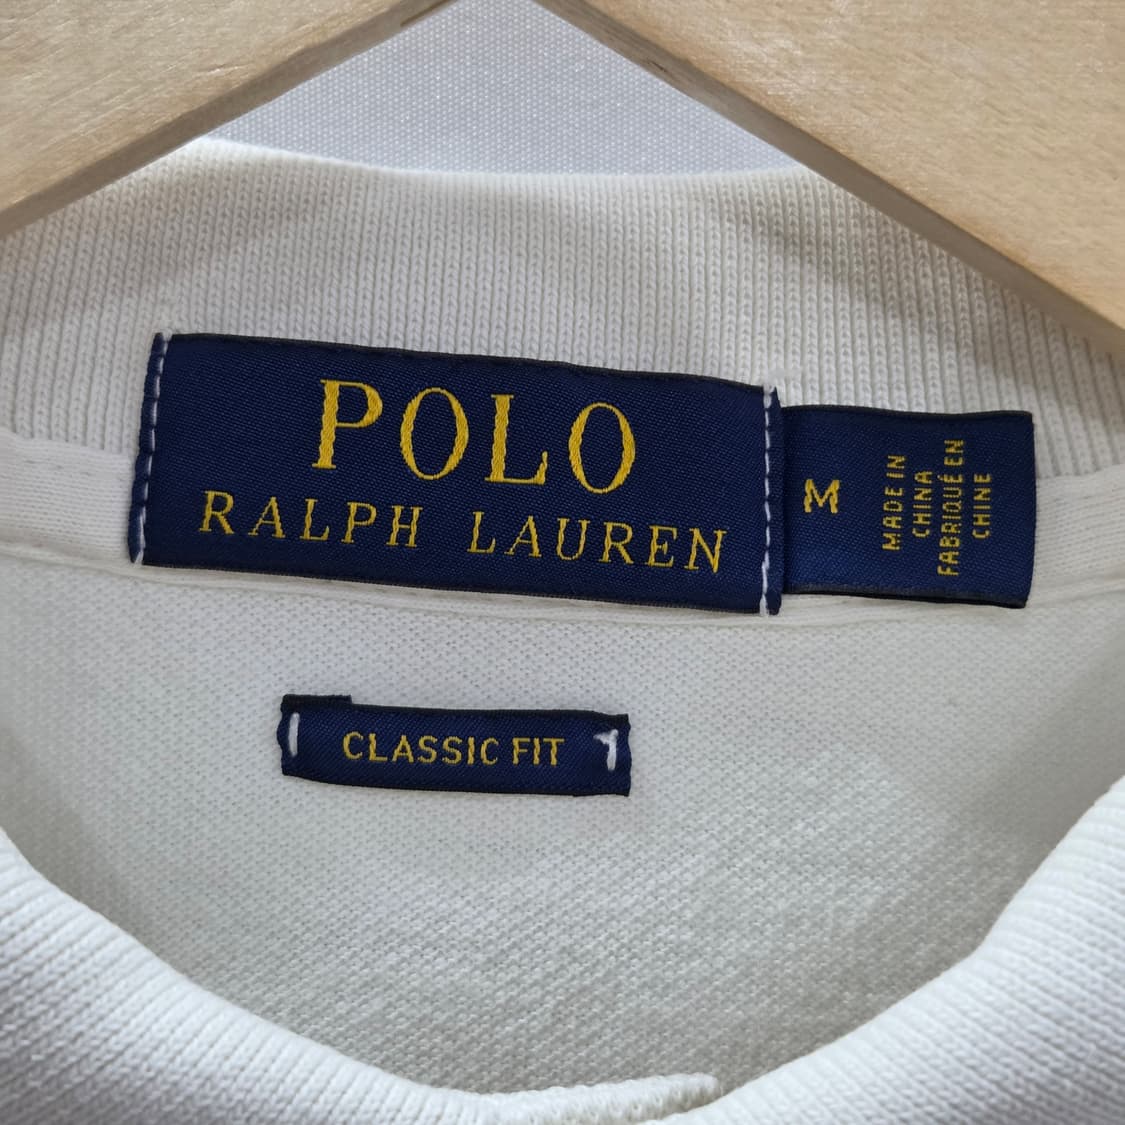 POLO
RALPH LAUREN
M
MADE IN
CHINA
FABRIQUÉ EN
CHINE
CLASSIC FIT